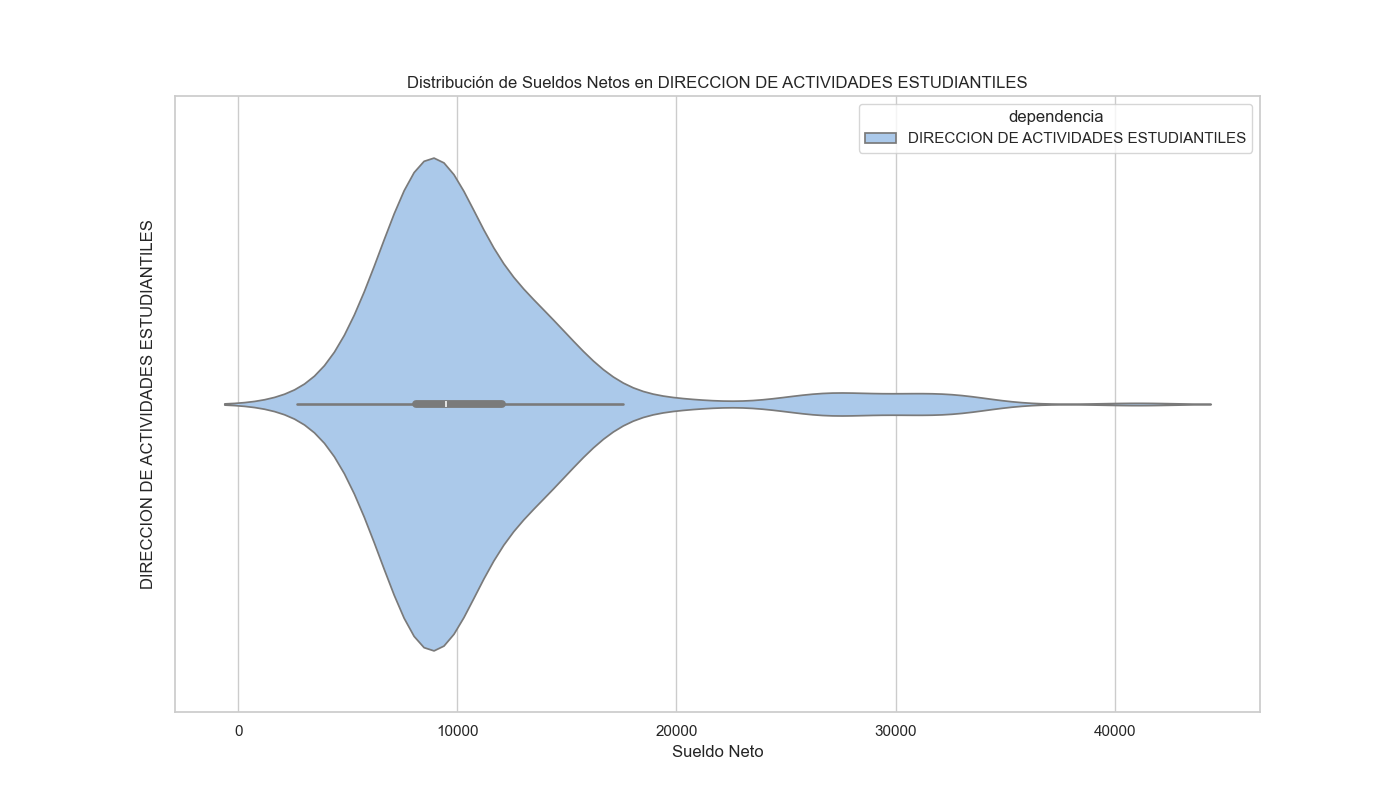 Distribución de Sueldos Netos en DIRECCION DE ACTIVIDADES ESTUDIANTILES
dependencia
DIRECCION DE ACTIVIDADES ESTUDIANTILES
DIRECCION DE ACTIVIDADES ESTUDIANTILES
0 10000 20000 30000 40000
Sueldo Neto